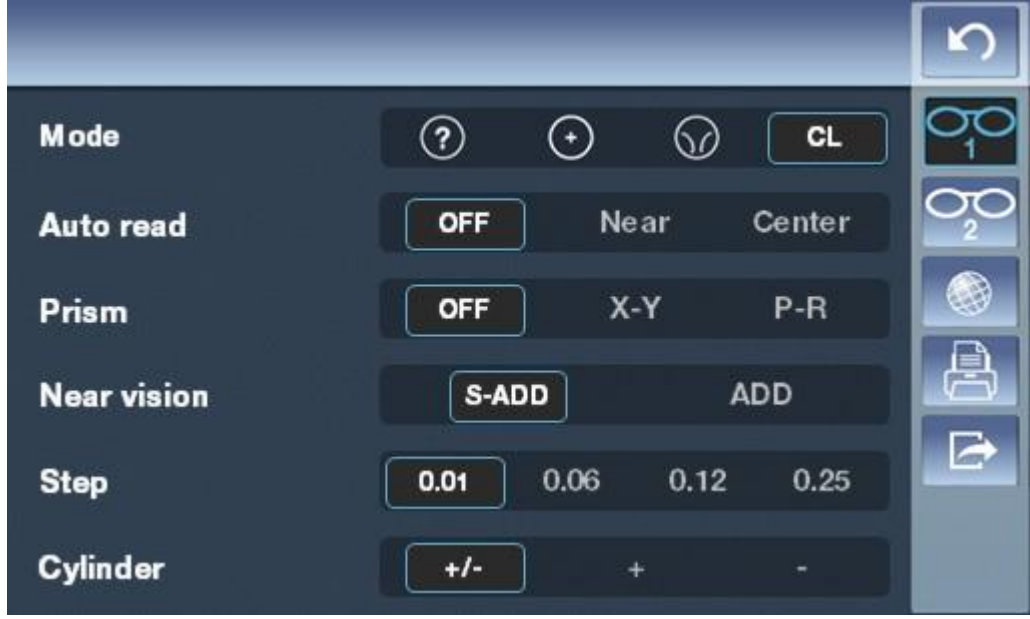 Mode ? + CL
Auto read OFF Near Center
Prism OFF X-Y P-R
Near vision S-ADD ADD
Step 0.01 0.06 0.12 0.25
Cylinder +/- + -
1
2